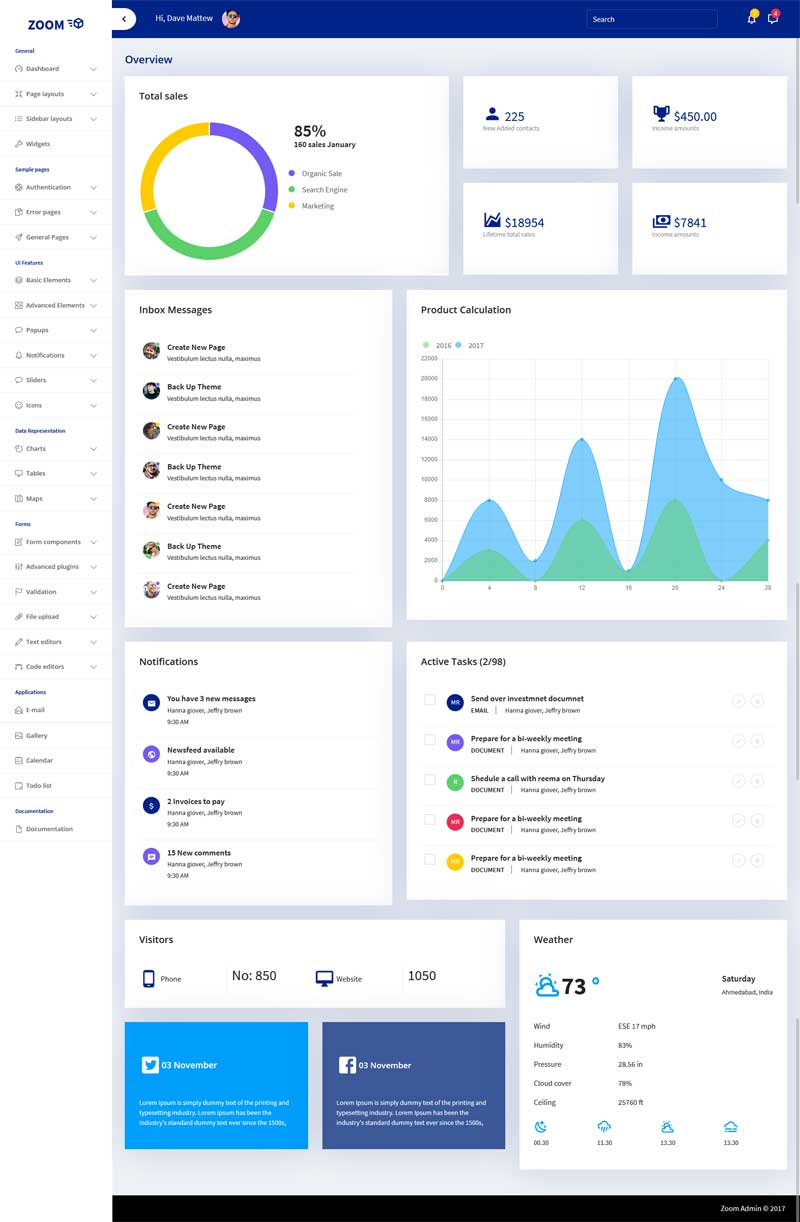 ZOOM
Hi, Dave Mattew
Search
7
4
General
Dashboard
Page layouts
Sidebar layouts
Widgets
Sample pages
Authentication
Error pages
General Pages
UI Features
Basic Elements
Advanced Elements
Popups
Notifications
Sliders
Icons
Data Representation
Charts
Tables
Maps
Forms
Form components
Advanced plugins
Validation
File upload
Text editors
Code editors
Applications
E-mail
Gallery
Calendar
Todo list
Documentation
Documentation
Overview
Total sales
85%
160 sales January
Organic Sale
Search Engine
Marketing
225
New Added contacts
$450.00
Income amounts
$18954
Lifetime total sales
$7841
Income amounts
Inbox Messages
Create New Page
Vestibulum lectus nulla, maximus
Back Up Theme
Vestibulum lectus nulla, maximus
Create New Page
Vestibulum lectus nulla, maximus
Back Up Theme
Vestibulum lectus nulla, maximus
Create New Page
Vestibulum lectus nulla, maximus
Back Up Theme
Vestibulum lectus nulla, maximus
Create New Page
Vestibulum lectus nulla, maximus
Product Calculation
2016 2017
22000
20000
18000
16000
14000
12000
10000
8000
6000
4000
2000
0
0 4 8 12 16 20 24 28
Notifications
You have 3 new messages
Hanna giover, Jeffry brown
9:30 AM
Newsfeed available
Hanna giover, Jeffry brown
9:30 AM
2 Invoices to pay
Hanna giover, Jeffry brown
9:30 AM
15 New comments
Hanna giover, Jeffry brown
9:30 AM
Active Tasks (2/98)
MR Send over investmnet documnet
EMAIL | Hanna giover, Jeffry brown
MR Prepare for a bi-weekly meeting
DOCUMENT | Hanna giover, Jeffry brown
R Shedule a call with reema on Thursday
DOCUMENT | Hanna giover, Jeffry brown
MR Prepare for a bi-weekly meeting
DOCUMENT | Hanna giover, Jeffry brown
MR Prepare for a bi-weekly meeting
DOCUMENT | Hanna giover, Jeffry brown
Visitors
Phone
No: 850
Website
1050
03 November
Lorem Ipsum is simply dummy text of the printing and
typesetting industry. Lorem Ipsum has been the
industry's standard dummy text ever since the 1500s,
03 November
Lorem Ipsum is simply dummy text of the printing and
typesetting industry. Lorem Ipsum has been the
industry's standard dummy text ever since the 1500s,
Weather
73 °
Saturday
Ahmedabad, India
Wind ESE 17 mph
Humidity 83%
Pressure 28.56 in
Cloud cover 78%
Ceiling 25760 ft
00.30 11.30 13.30 13.30
Zoom Admin © 2017